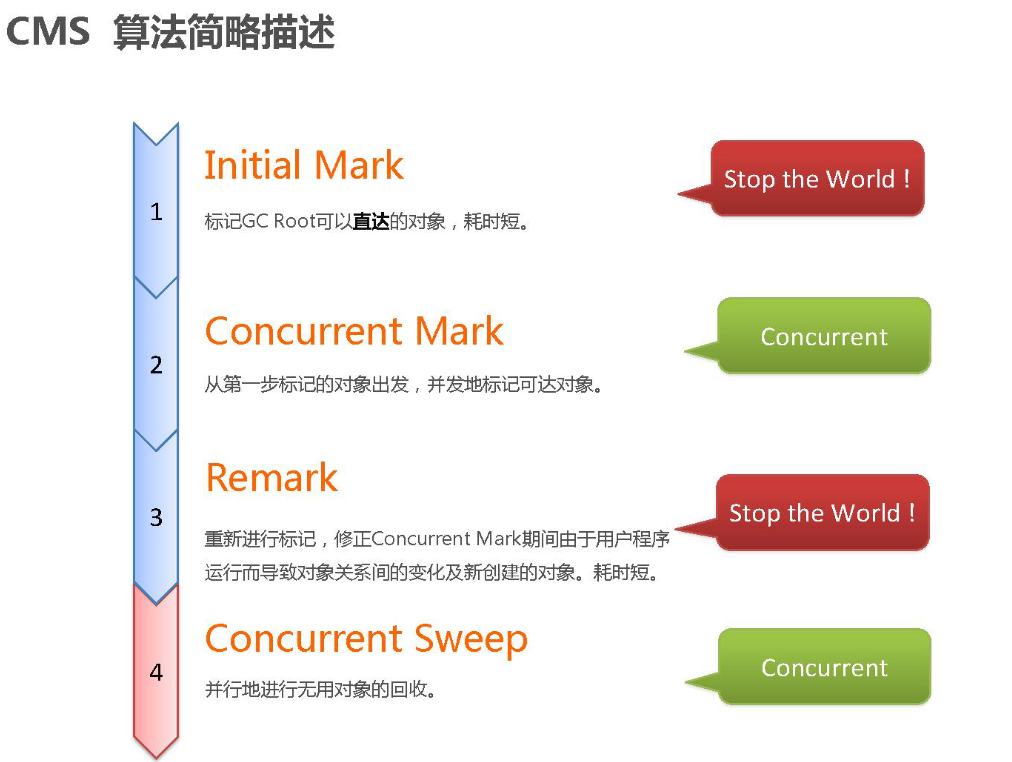 CMS 算法简略描述
1
Initial Mark
标记GC Root可以直达的对象，耗时短。
Stop the World !
2
Concurrent Mark
从第一步标记的对象出发，并发地标记可达对象。
Concurrent
3
Remark
重新进行标记，修正Concurrent Mark期间由于用户程序
运行而导致对象关系间的变化及新创建的对象。耗时短。
Stop the World !
4
Concurrent Sweep
并行地进行无用对象的回收。
Concurrent